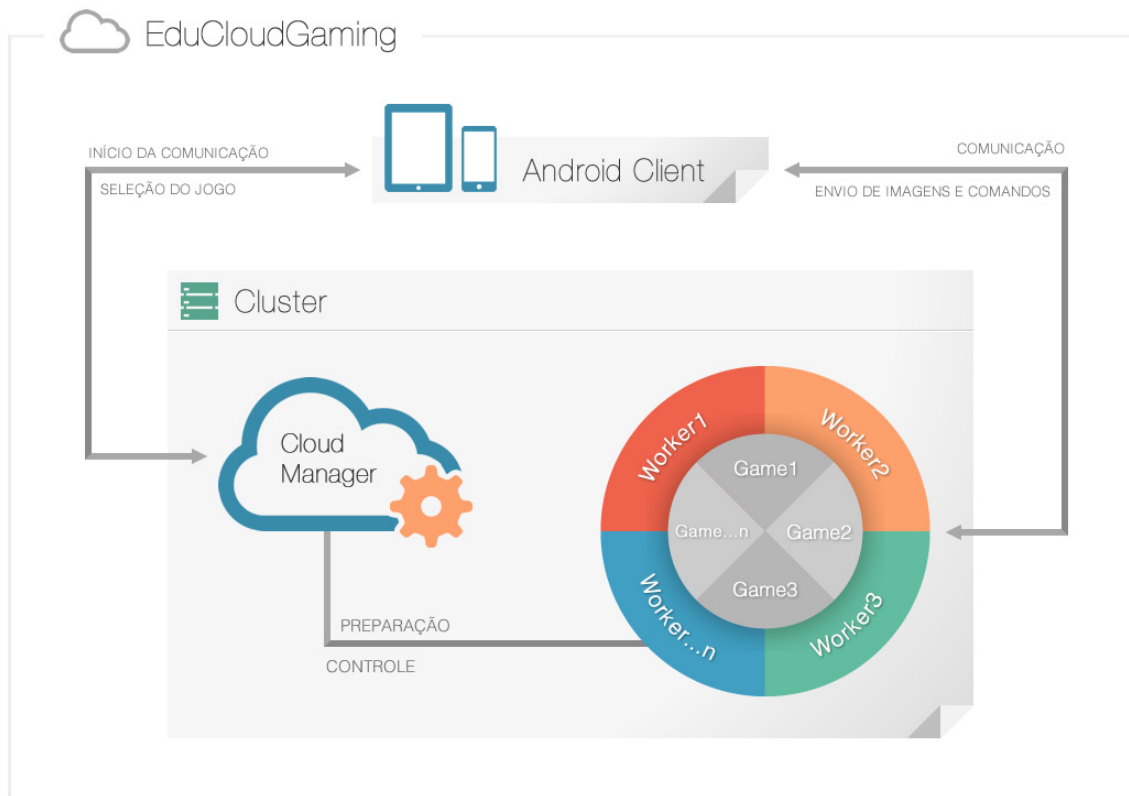 EduCloudGaming
INÍCIO DA COMUNICAÇÃO
SELEÇÃO DO JOGO
Android Client
COMUNICAÇÃO
ENVIO DE IMAGENS E COMANDOS
Cluster
Cloud
Manager
Worker1
Worker2
Game1
Game...n
Game2
Game3
Worker...n
Worker3
PREPARAÇÃO
CONTROLE